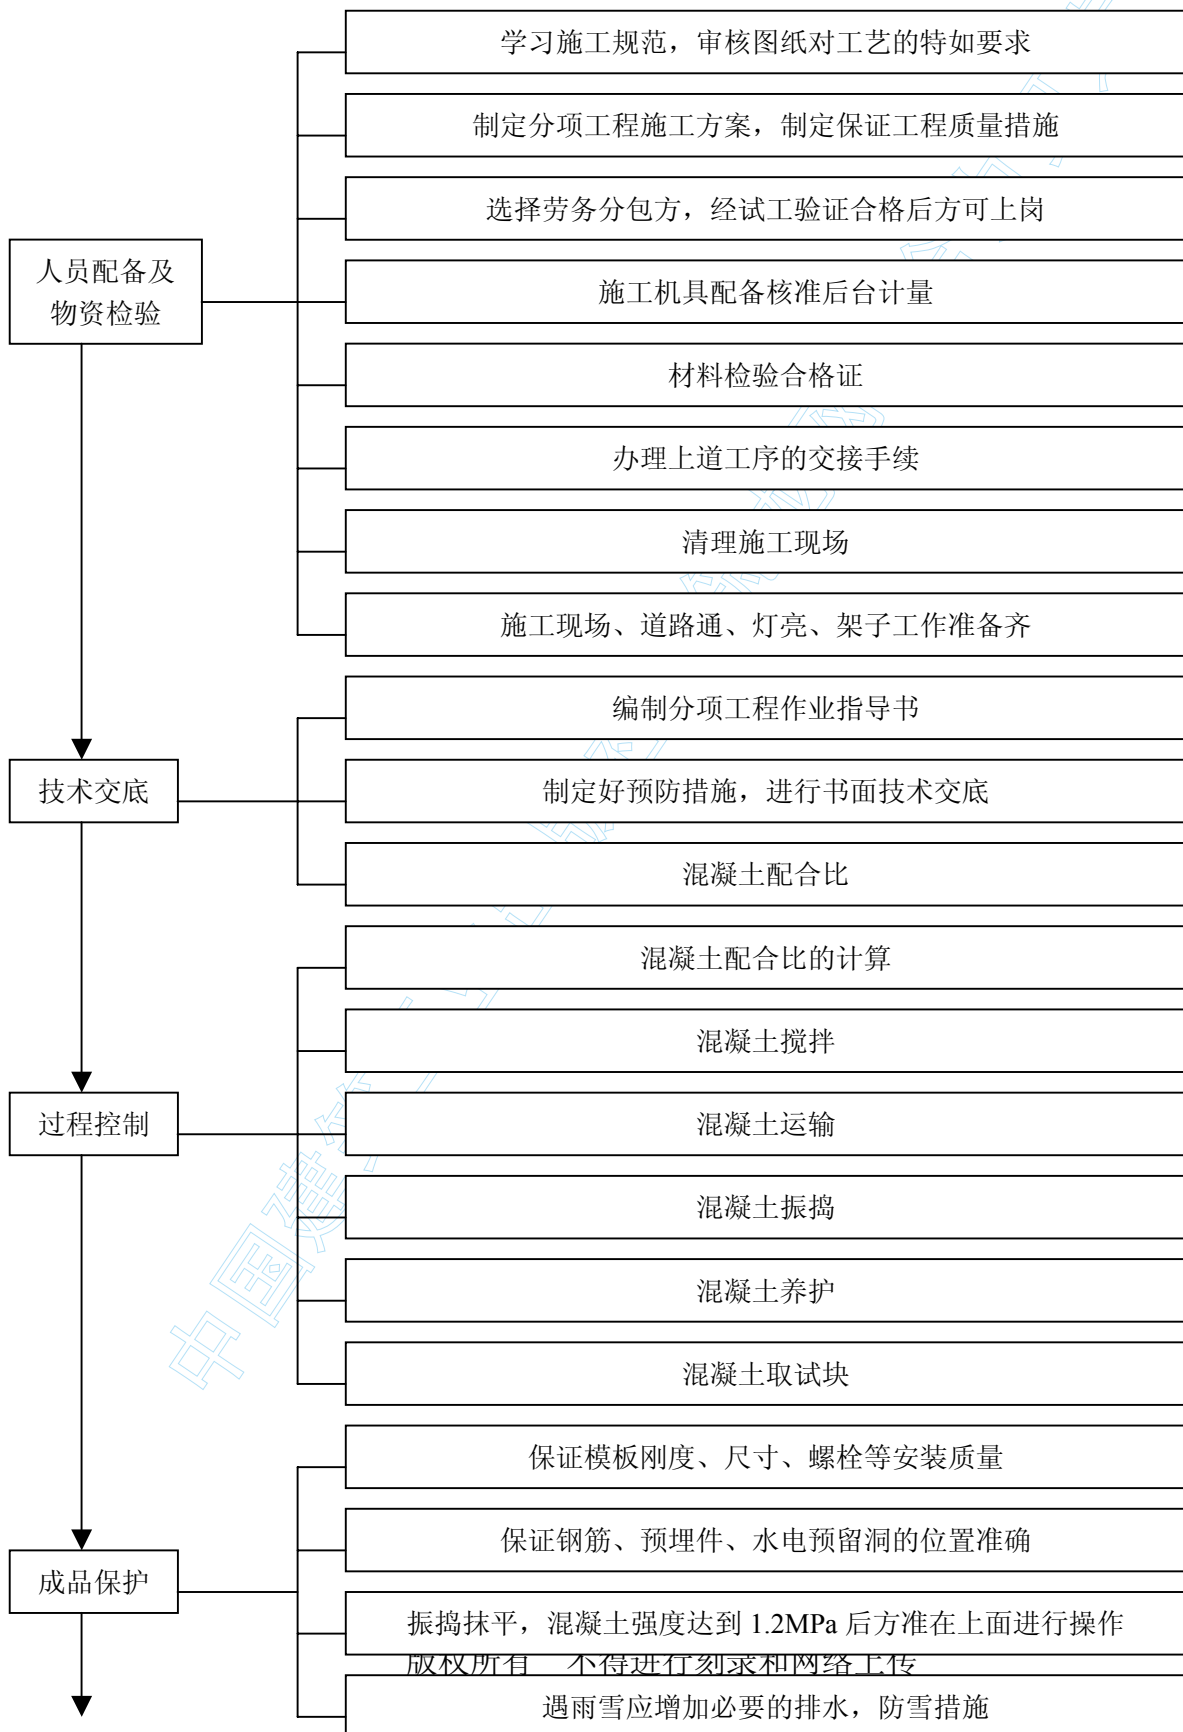 学习施工规范，审核图纸对工艺的特如要求
制定分项工程施工方案，制定保证工程质量措施
选择劳务分包方，经试工验证合格后方可上岗
人员配备及
物资检验
施工机具配备核准后台计量
材料检验合格证
办理上道工序的交接手续
清理施工现场
施工现场、道路通、灯亮、架子工作准备齐
编制分项工程作业指导书
技术交底
制定好预防措施，进行书面技术交底
混凝土配合比
混凝土配合比的计算
混凝土搅拌
过程控制
混凝土运输
混凝土振捣
混凝土养护
混凝土取试块
保证模板刚度、尺寸、螺栓等安装质量
保证钢筋、预埋件、水电预留洞的位置准确
成品保护
振捣抹平，混凝土强度达到 1.2MPa 后方准在上面进行操作
版权所有 不得进行刻录和网络上传
遇雨雪应增加必要的排水，防雪措施
中国建筑